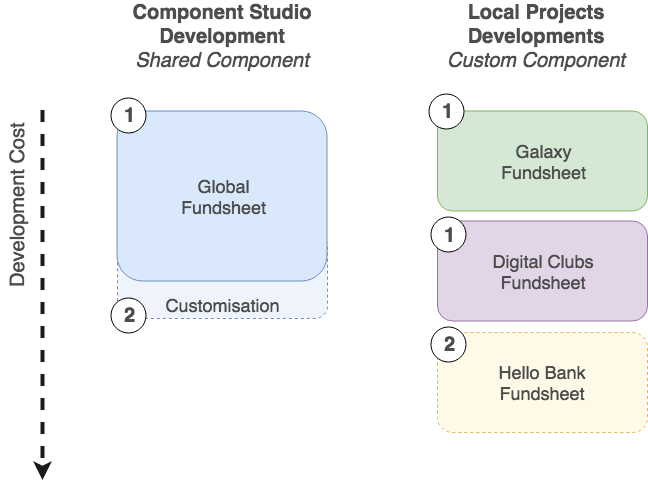 Component Studio
Development
Shared Component
Local Projects
Developments
Custom Component
Development Cost
1
Global
Fundsheet
2
Customisation
1
Galaxy
Fundsheet
1
Digital Clubs
Fundsheet
2
Hello Bank
Fundsheet